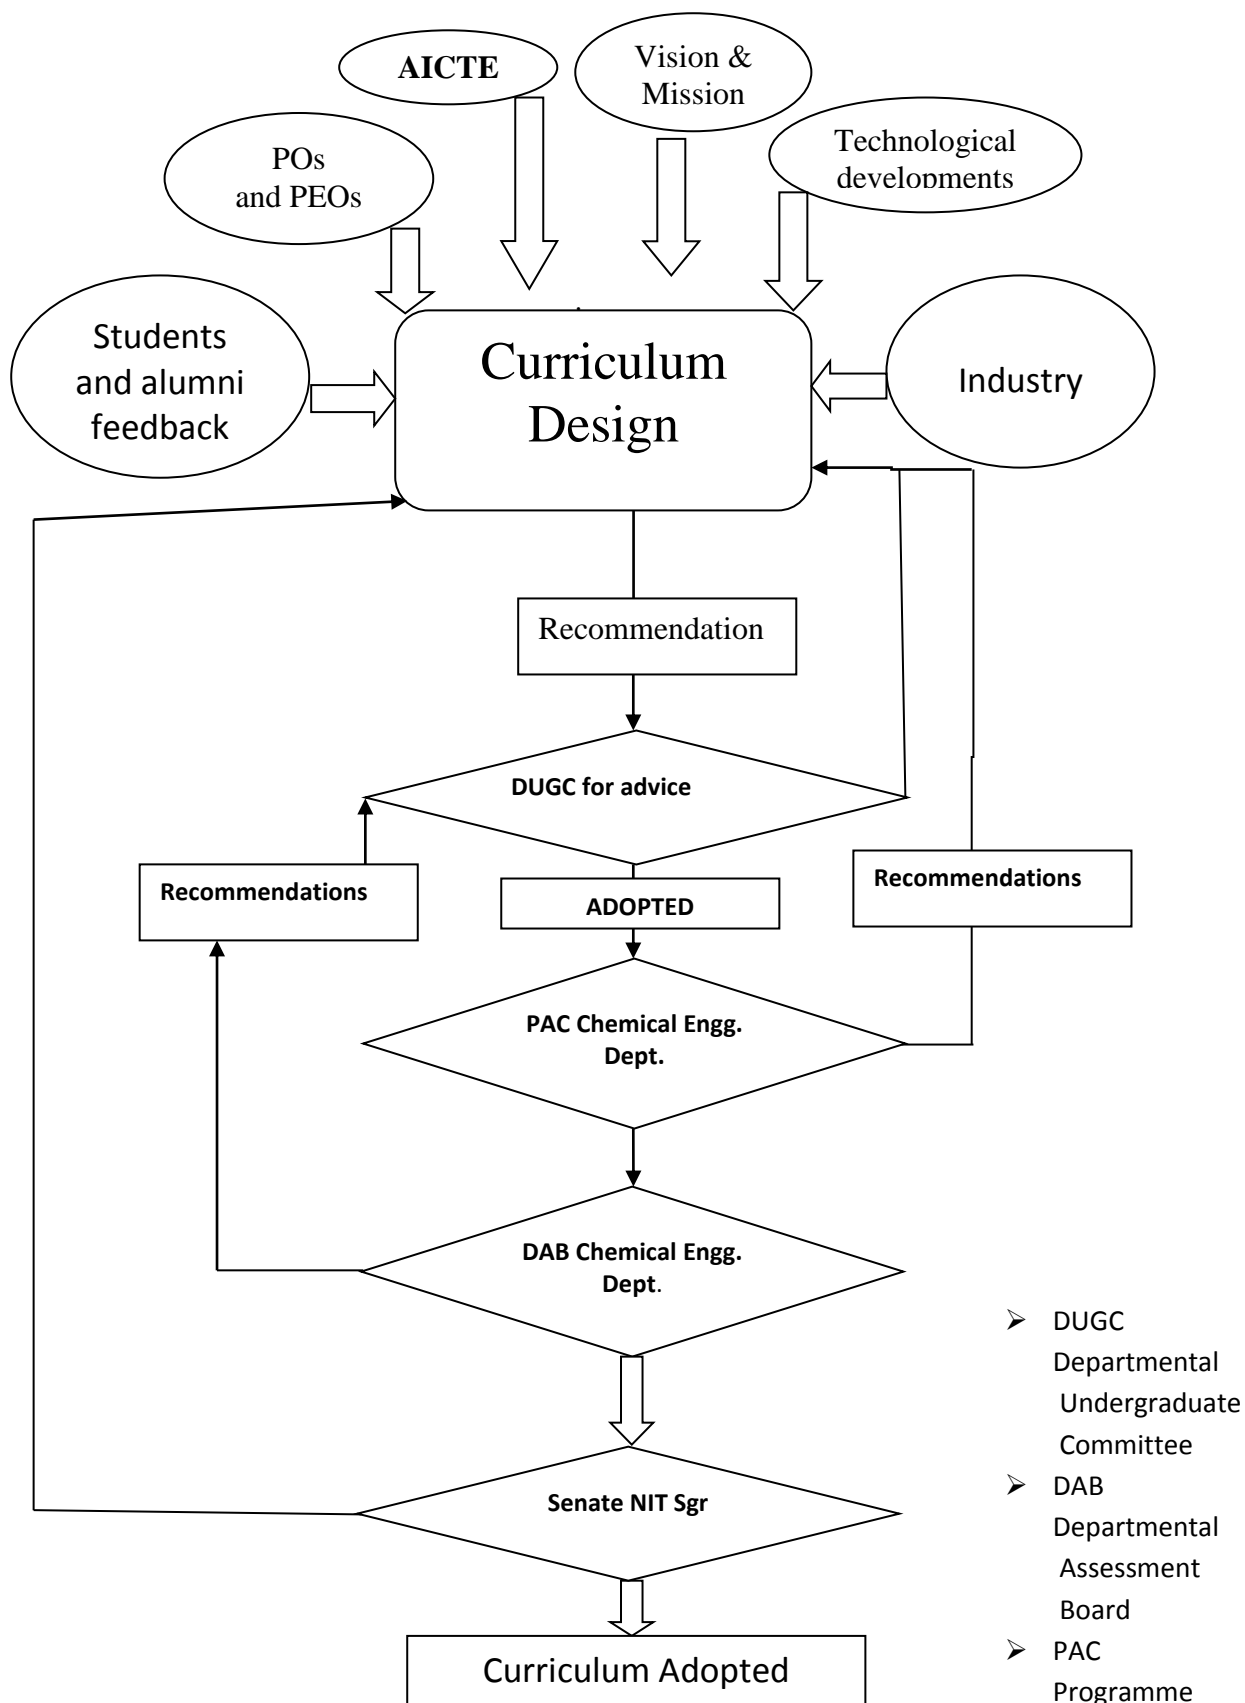 AICTE
Vision &
Mission
POs
and PEOs
Technological
developments
Students
and alumni
feedback
Curriculum
Design
Industry
Recommendation
DUGC for advice
Recommendations
ADOPTED
Recommendations
PAC Chemical Engg.
Dept.
DAB Chemical Engg.
Dept.
Senate NIT Sgr
Curriculum Adopted
➢ DUGC
Departmental
Undergraduate
Committee
➢ DAB
Departmental
Assessment
Board
➢ PAC
Programme